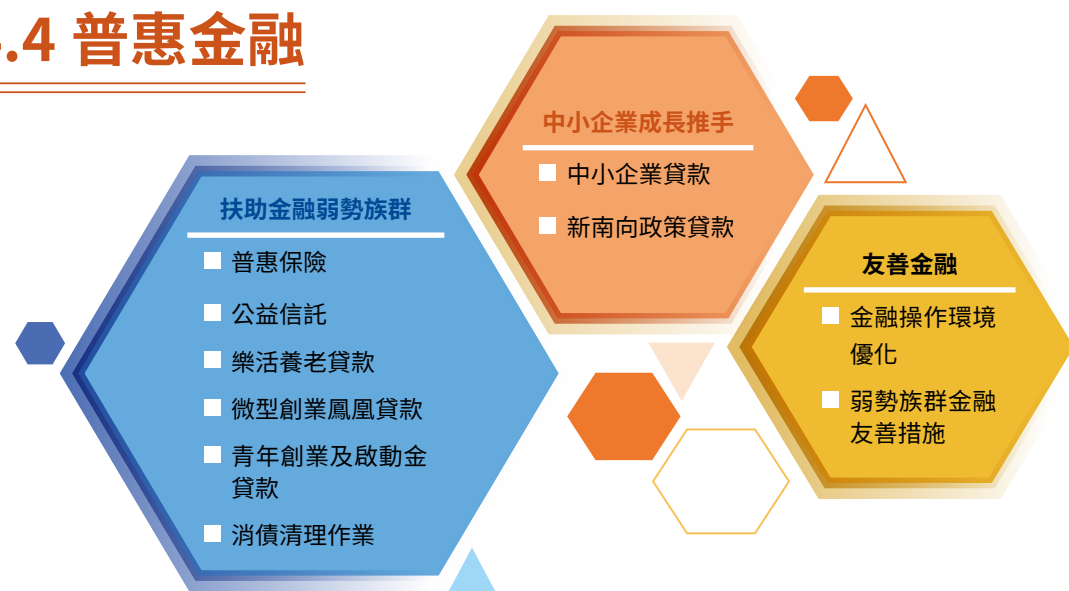 .4 普惠金融
中小企業成長推手
中小企業貸款
新南向政策貸款
扶助金融弱勢族群
普惠保險
公益信託
樂活養老貸款
微型創業鳳凰貸款
青年創業及啟動金
貸款
消債清理作業
友善金融
金融操作環境
優化
弱勢族群金融
友善措施